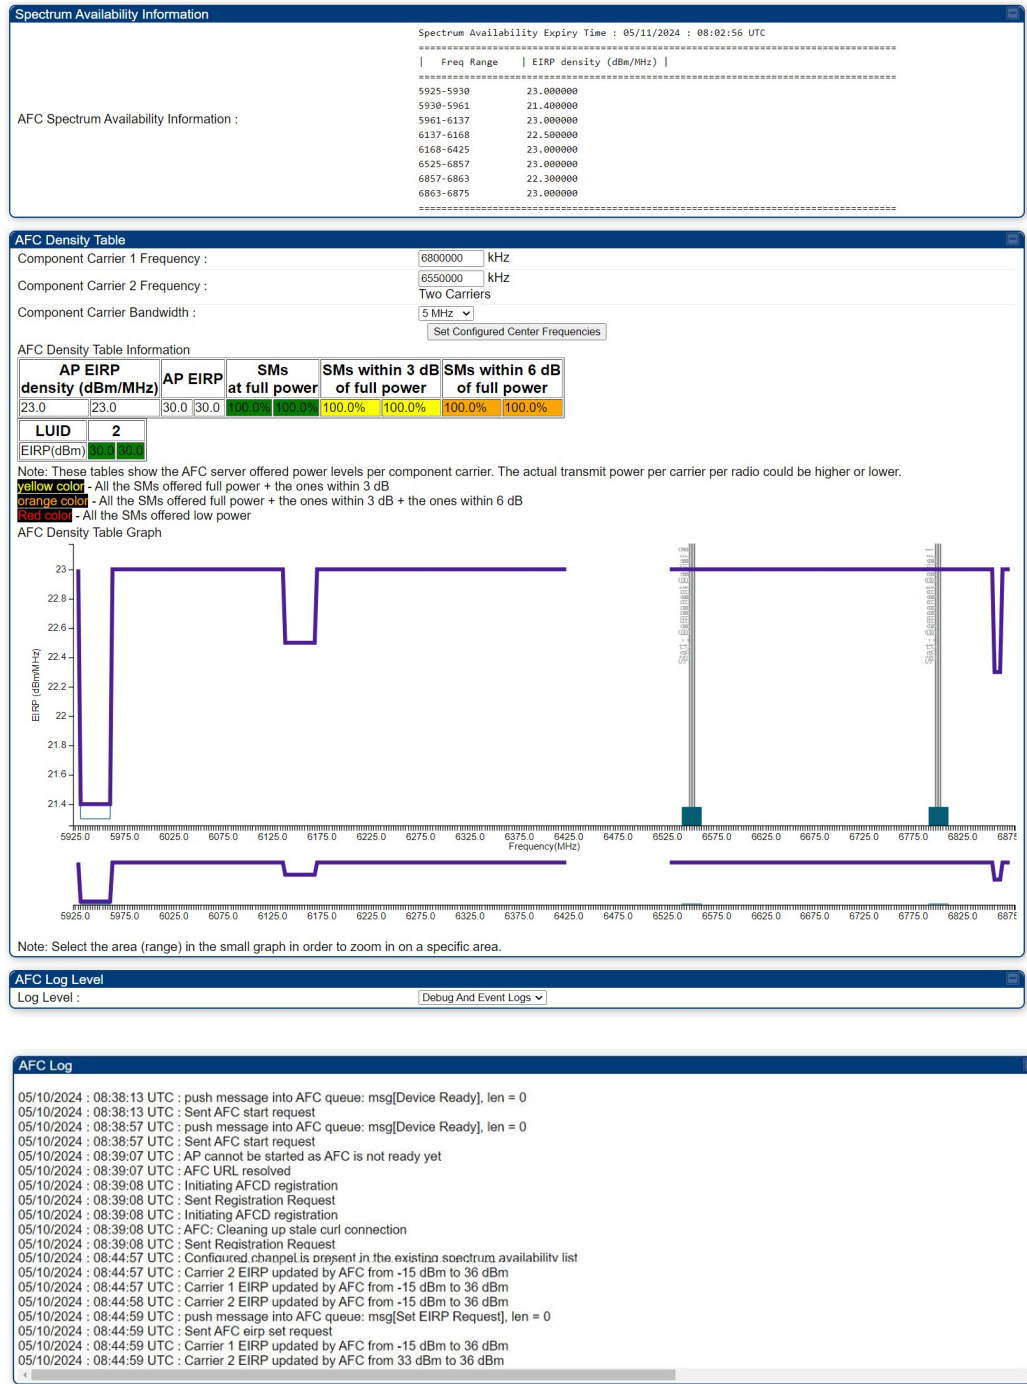 Spectrum Availability Information
Spectrum Availability Expiry Time : 05/11/2024 : 08:02:56 UTC
===================================================================================
| Freq Range | EIRP density (dBm/MHz) |
===================================================================================
5925-5930 23.000000
5930-5961 21.400000
AFC Spectrum Availability Information :
5961-6137 23.000000
6137-6168 22.500000
6168-6425 23.000000
6525-6857 23.000000
6857-6863 22.300000
6863-6875 23.000000
===================================================================================
AFC Density Table
Component Carrier 1 Frequency : 6800000 kHz
Component Carrier 2 Frequency : 6550000 kHz
Two Carriers
Component Carrier Bandwidth : 5 MHz
Set Configured Center Frequencies
AFC Density Table Information
AP EIRP density (dBm/MHz) AP EIRP SMs at full power SMs within 3 dB of full power SMs within 6 dB of full power
23.0 23.0 30.0 30.0 100.0% 100.0% 100.0% 100.0% 100.0% 100.0%
LUID 2
EIRP(dBm) 30.0 30.0
Note: These tables show the AFC server offered power levels per component carrier. The actual transmit power per carrier per radio could be higher or lower.
yellow color - All the SMs offered full power + the ones within 3 dB
orange color - All the SMs offered full power + the ones within 3 dB + the ones within 6 dB
Red color - All the SMs offered low power
AFC Density Table Graph
23
22.8
22.6
22.4
22.2
22
21.8
21.6
21.4
EIRP (dBm/MHz)
5925.0 5975.0 6025.0 6075.0 6125.0 6175.0 6225.0 6275.0 6325.0 6375.0 6425.0 6475.0 6525.0 6575.0 6625.0 6675.0 6725.0 6775.0 6825.0 6875
Frequency(MHz)
5925.0 5975.0 6025.0 6075.0 6125.0 6175.0 6225.0 6275.0 6325.0 6375.0 6425.0 6475.0 6525.0 6575.0 6625.0 6675.0 6725.0 6775.0 6825.0 6875
Note: Select the area (range) in the small graph in order to zoom in on a specific area.
AFC Log Level
Log Level : Debug And Event Logs
AFC Log
05/10/2024 : 08:38:13 UTC : push message into AFC queue: msg[Device Ready], len = 0
05/10/2024 : 08:38:13 UTC : Sent AFC start request
05/10/2024 : 08:38:57 UTC : push message into AFC queue: msg[Device Ready], len = 0
05/10/2024 : 08:38:57 UTC : Sent AFC start request
05/10/2024 : 08:39:07 UTC : AP cannot be started as AFC is not ready yet
05/10/2024 : 08:39:07 UTC : AFC URL resolved
05/10/2024 : 08:39:08 UTC : Initiating AFCD registration
05/10/2024 : 08:39:08 UTC : Sent Registration Request
05/10/2024 : 08:39:08 UTC : Initiating AFCD registration
05/10/2024 : 08:39:08 UTC : AFC: Cleaning up stale curl connection
05/10/2024 : 08:39:08 UTC : Sent Registration Request
05/10/2024 : 08:44:57 UTC : Configured channel is present in the existing spectrum availability list
05/10/2024 : 08:44:57 UTC : Carrier 2 EIRP updated by AFC from -15 dBm to 36 dBm
05/10/2024 : 08:44:57 UTC : Carrier 1 EIRP updated by AFC from -15 dBm to 36 dBm
05/10/2024 : 08:44:58 UTC : Carrier 2 EIRP updated by AFC from -15 dBm to 36 dBm
05/10/2024 : 08:44:59 UTC : push message into AFC queue: msg[Set EIRP Request], len = 0
05/10/2024 : 08:44:59 UTC : Sent AFC eirp set request
05/10/2024 : 08:44:59 UTC : Carrier 1 EIRP updated by AFC from -15 dBm to 36 dBm
05/10/2024 : 08:44:59 UTC : Carrier 2 EIRP updated by AFC from 33 dBm to 36 dBm